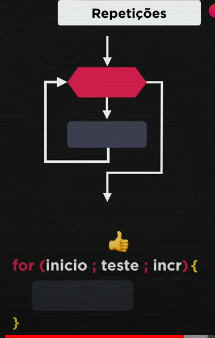 Repetições
for (inicio ; teste ; incr) {
}